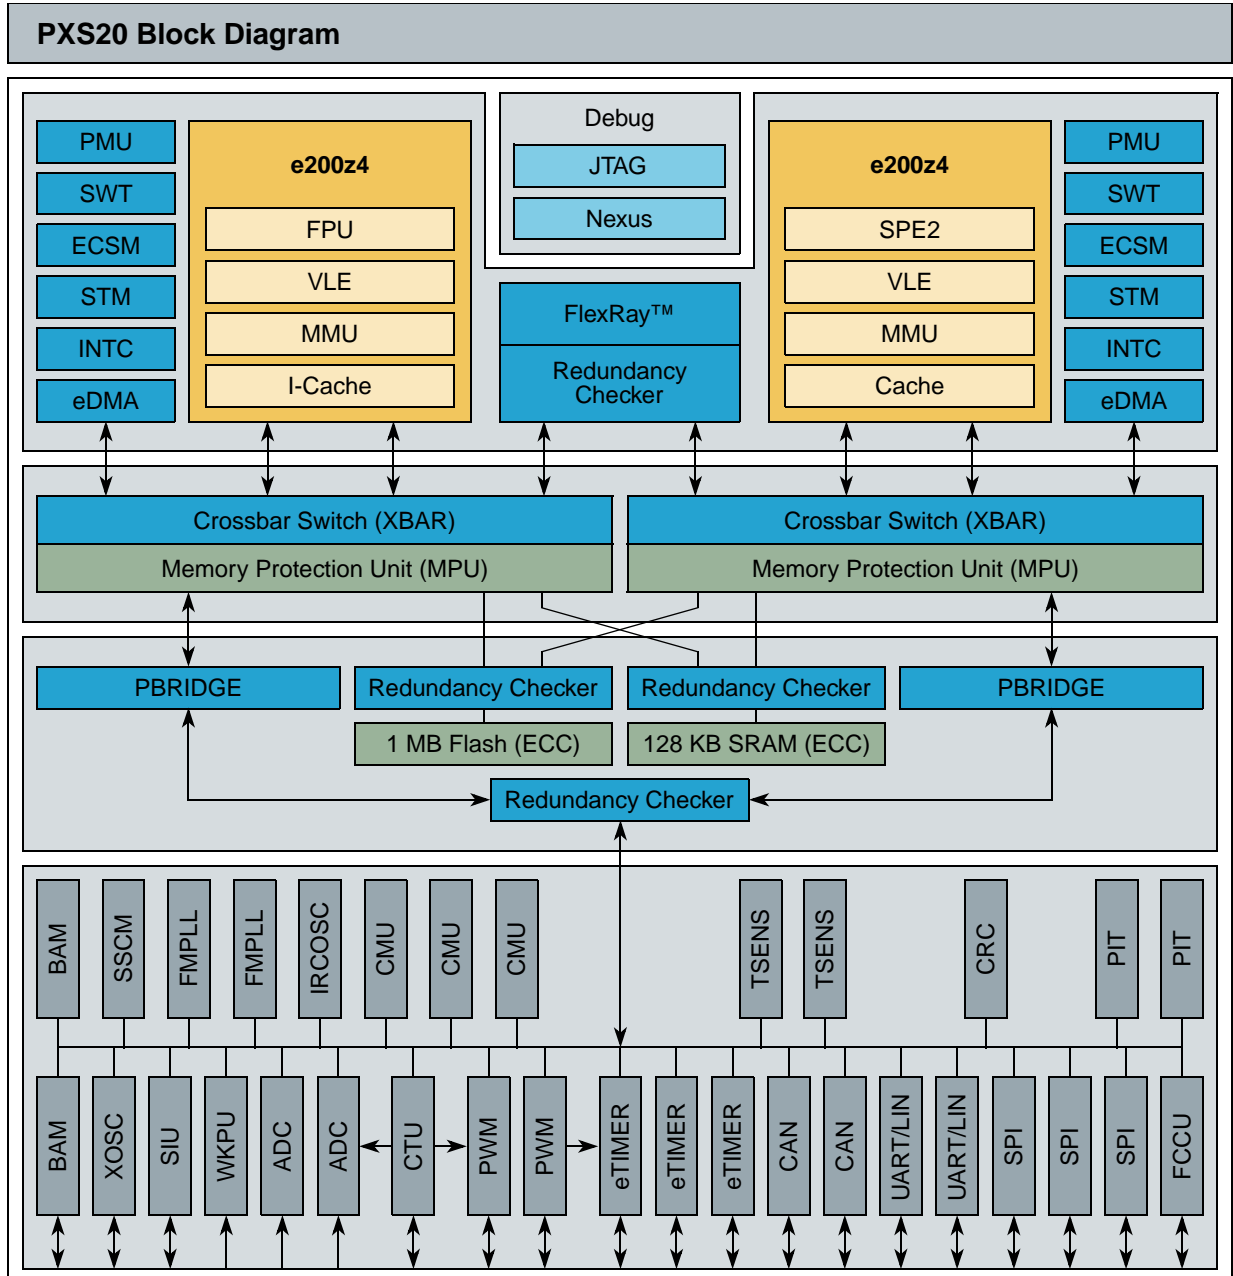 PXS20 Block Diagram
PMU
SWT
ECSM
STM
INTC
eDMA
e200z4
FPU
VLE
MMU
I-Cache
Debug
JTAG
Nexus
FlexRay™
Redundancy
Checker
e200z4
SPE2
VLE
MMU
Cache
PMU
SWT
ECSM
STM
INTC
eDMA
Crossbar Switch (XBAR)
Memory Protection Unit (MPU)
Crossbar Switch (XBAR)
Memory Protection Unit (MPU)
PBRIDGE
Redundancy Checker
Redundancy Checker
PBRIDGE
1 MB Flash (ECC)
128 KB SRAM (ECC)
Redundancy Checker
BAM
SSCM
FMPLL
FMPLL
IRCOSC
CMU
CMU
CMU
TSENS
TSENS
CRC
PIT
PIT
BAM
XOSC
SIU
WKPU
ADC
ADC
CTU
PWM
PWM
eTIMER
eTIMER
eTIMER
CAN
CAN
UART/LIN
UART/LIN
SPI
SPI
SPI
FCCU